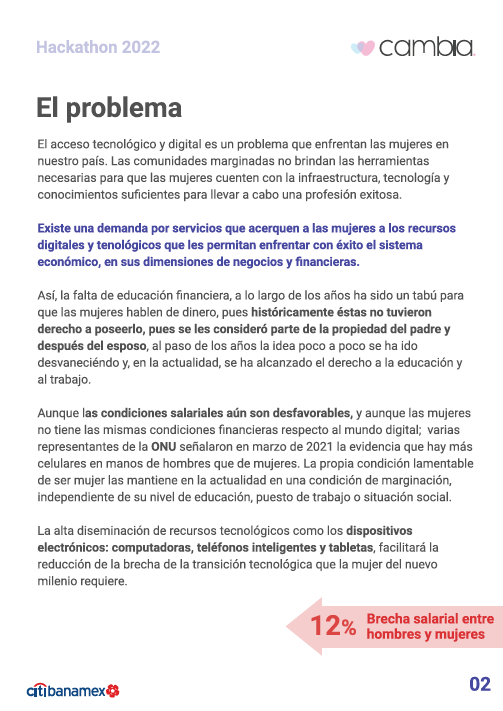 Hackathon 2022
cambia
El problema
El acceso tecnológico y digital es un problema que enfrentan las mujeres en
nuestro país. Las comunidades marginadas no brindan las herramientas
necesarias para que las mujeres cuenten con la infraestructura, tecnología y
conocimientos suficientes para llevar a cabo una profesión exitosa.
Existe una demanda por servicios que acerquen a las mujeres a los recursos
digitales y tenológicos que les permitan enfrentar con éxito el sistema
económico, en sus dimensiones de negocios y financieras.
Así, la falta de educación financiera, a lo largo de los años ha sido un tabú para
que las mujeres hablen de dinero, pues históricamente éstas no tuvieron
derecho a poseerlo, pues se les consideró parte de la propiedad del padre y
después del esposo, al paso de los años la idea poco a poco se ha ido
desvaneciéndo y, en la actualidad, se ha alcanzado el derecho a la educación y
al trabajo.
Aunque las condiciones salariales aún son desfavorables, y aunque las mujeres
no tiene las mismas condiciones financieras respecto al mundo digital; varias
representantes de la ONU señalaron en marzo de 2021 la evidencia que hay más
celulares en manos de hombres que de mujeres. La propia condición lamentable
de ser mujer las mantiene en la actualidad en una condición de marginación,
independiente de su nivel de educación, puesto de trabajo o situación social.
La alta diseminación de recursos tecnológicos como los dispositivos
electrónicos: computadoras, teléfonos inteligentes y tabletas, facilitará la
reducción de la brecha de la transición tecnológica que la mujer del nuevo
milenio requiere.
12% Brecha salarial entre
hombres y mujeres
citibanamex
02